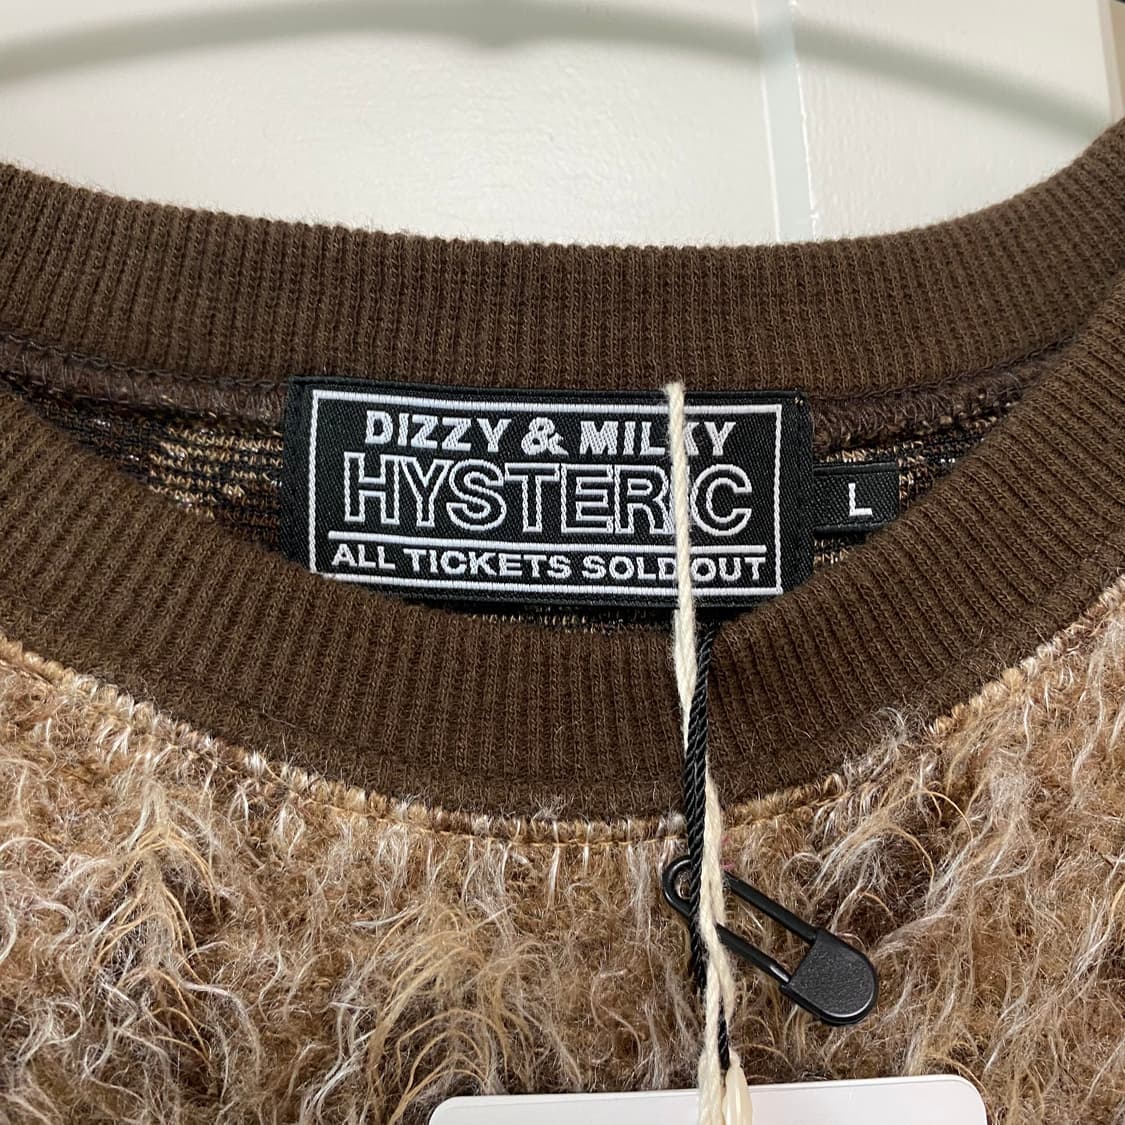 DIZZY & MILKY
HYSTERIC
ALL TICKETS SOLD OUT
L